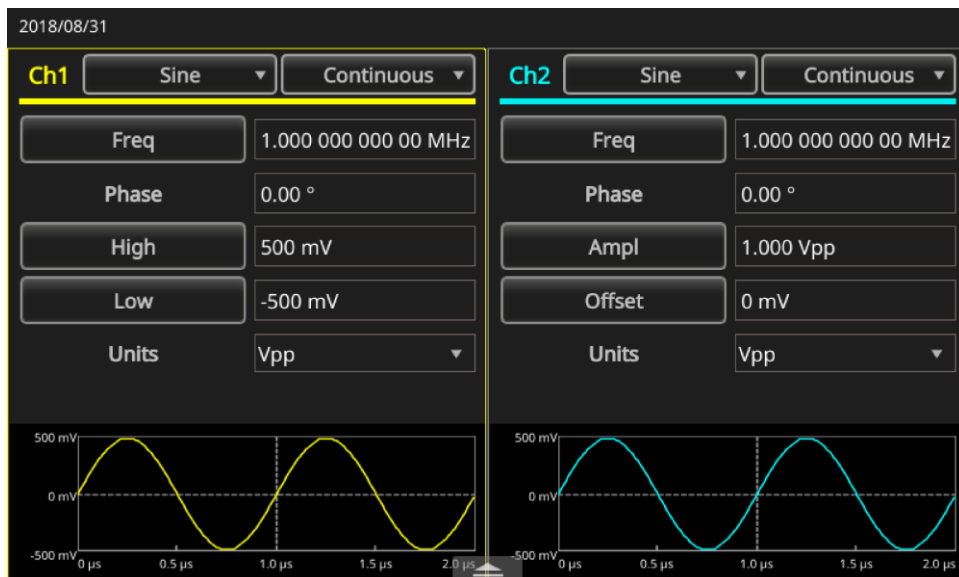 2018/08/31
Ch1 Sine Continuous
Freq 1.000 000 000 00 MHz
Phase 0.00 °
High 500 mV
Low -500 mV
Units Vpp
500 mV
0 mV
-500 mV
0 µs 0.5 µs 1.0 µs 1.5 µs 2.0 µs
Ch2 Sine Continuous
Freq 1.000 000 000 00 MHz
Phase 0.00 °
Ampl 1.000 Vpp
Offset 0 mV
Units Vpp
500 mV
0 mV
-500 mV
0 µs 0.5 µs 1.0 µs 1.5 µs 2.0 µs